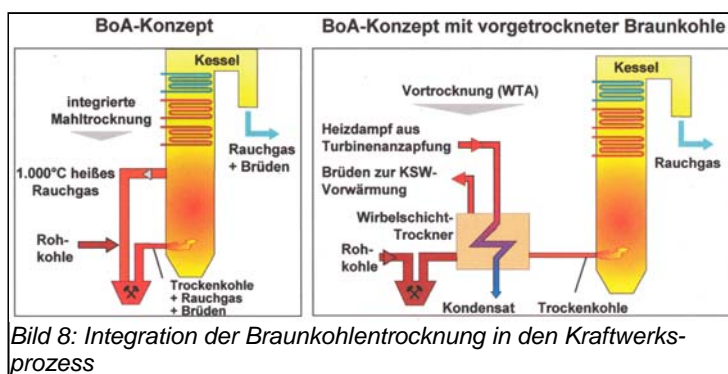 BoA-Konzept
Kessel
integrierte
Mahltrocknung
1.000°C heißes
Rauchgas
Rauchgas
+ Brüden
Roh-
kohle
Trockenkohle
+ Rauchgas
+ Brüden
BoA-Konzept mit vorgetrockneter Braunkohle
Kessel
Vortrocknung (WTA)
Heizdampf aus
Turbinenanzapfung
Brüden zur KSW-
Vorwärmung
Rauchgas
Wirbelschicht-
Trockner
Roh-
kohle
Kondensat
Trockenkohle
Bild 8: Integration der Braunkohlentrocknung in den Kraftwerks-
prozess